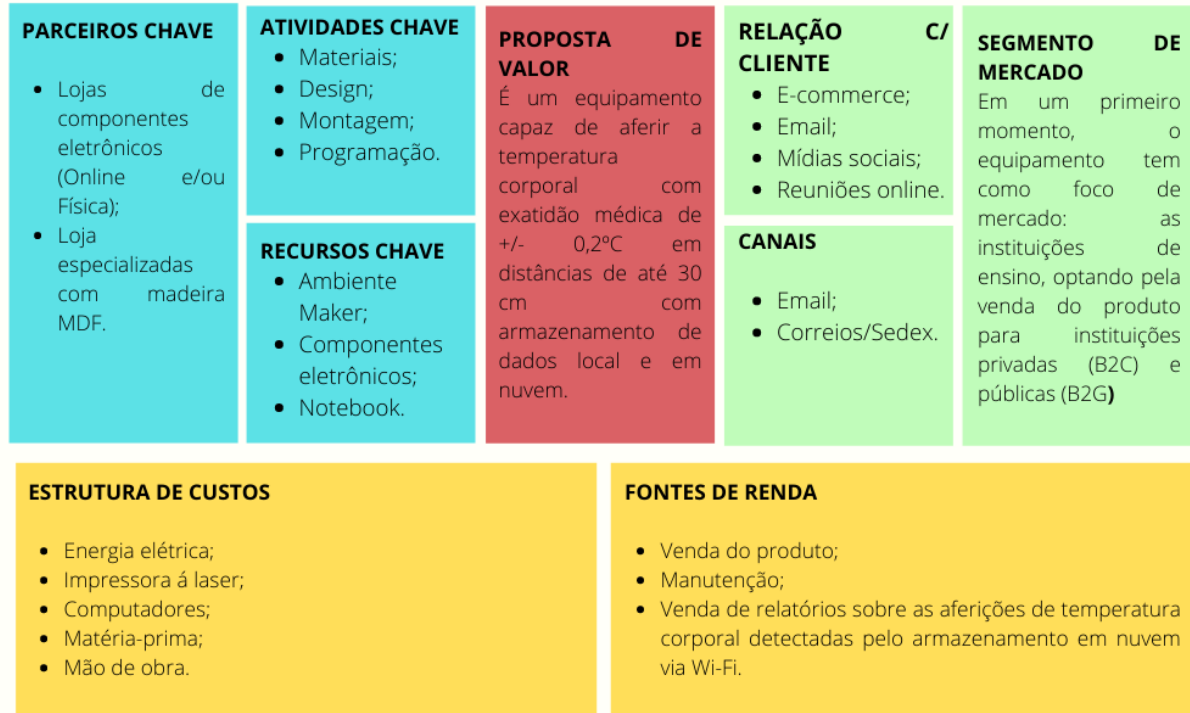 PARCEIROS CHAVE
• Lojas de
componentes
eletrônicos
(Online e/ou
Física);
• Loja
especializadas
com madeira
MDF.
ATIVIDADES CHAVE
• Materiais;
• Design;
• Montagem;
• Programação.
RECURSOS CHAVE
• Ambiente
Maker;
• Componentes
eletrônicos;
• Notebook.
PROPOSTA DE
VALOR
É um equipamento
capaz de aferir a
temperatura
corporal com
exatidão médica de
+/- 0,2ºC em
distâncias de até 30
cm com
armazenamento de
dados local e em
nuvem.
RELAÇÃO C/
CLIENTE
• E-commerce;
• Email;
• Mídias sociais;
• Reuniões online.
CANAIS
• Email;
• Correios/Sedex.
SEGMENTO DE
MERCADO
Em um primeiro
momento, o
equipamento tem
como foco de
mercado: as
instituições de
ensino, optando pela
venda do produto
para instituições
privadas (B2C) e
públicas (B2G)
ESTRUTURA DE CUSTOS
• Energia elétrica;
• Impressora á laser;
• Computadores;
• Matéria-prima;
• Mão de obra.
FONTES DE RENDA
• Venda do produto;
• Manutenção;
• Venda de relatórios sobre as aferições de temperatura
corporal detectadas pelo armazenamento em nuvem
via Wi-Fi.